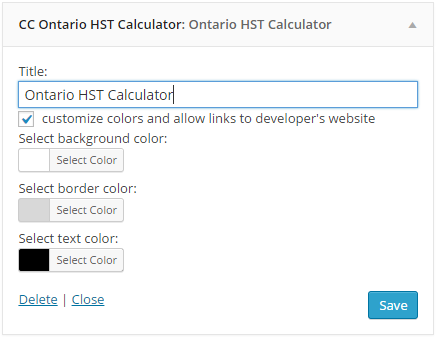 CC Ontario HST Calculator: Ontario HST Calculator
Title:
Ontario HST Calculator
customize colors and allow links to developer's website
Select background color:
Select Color
Select border color:
Select Color
Select text color:
Select Color
Delete | Close
Save